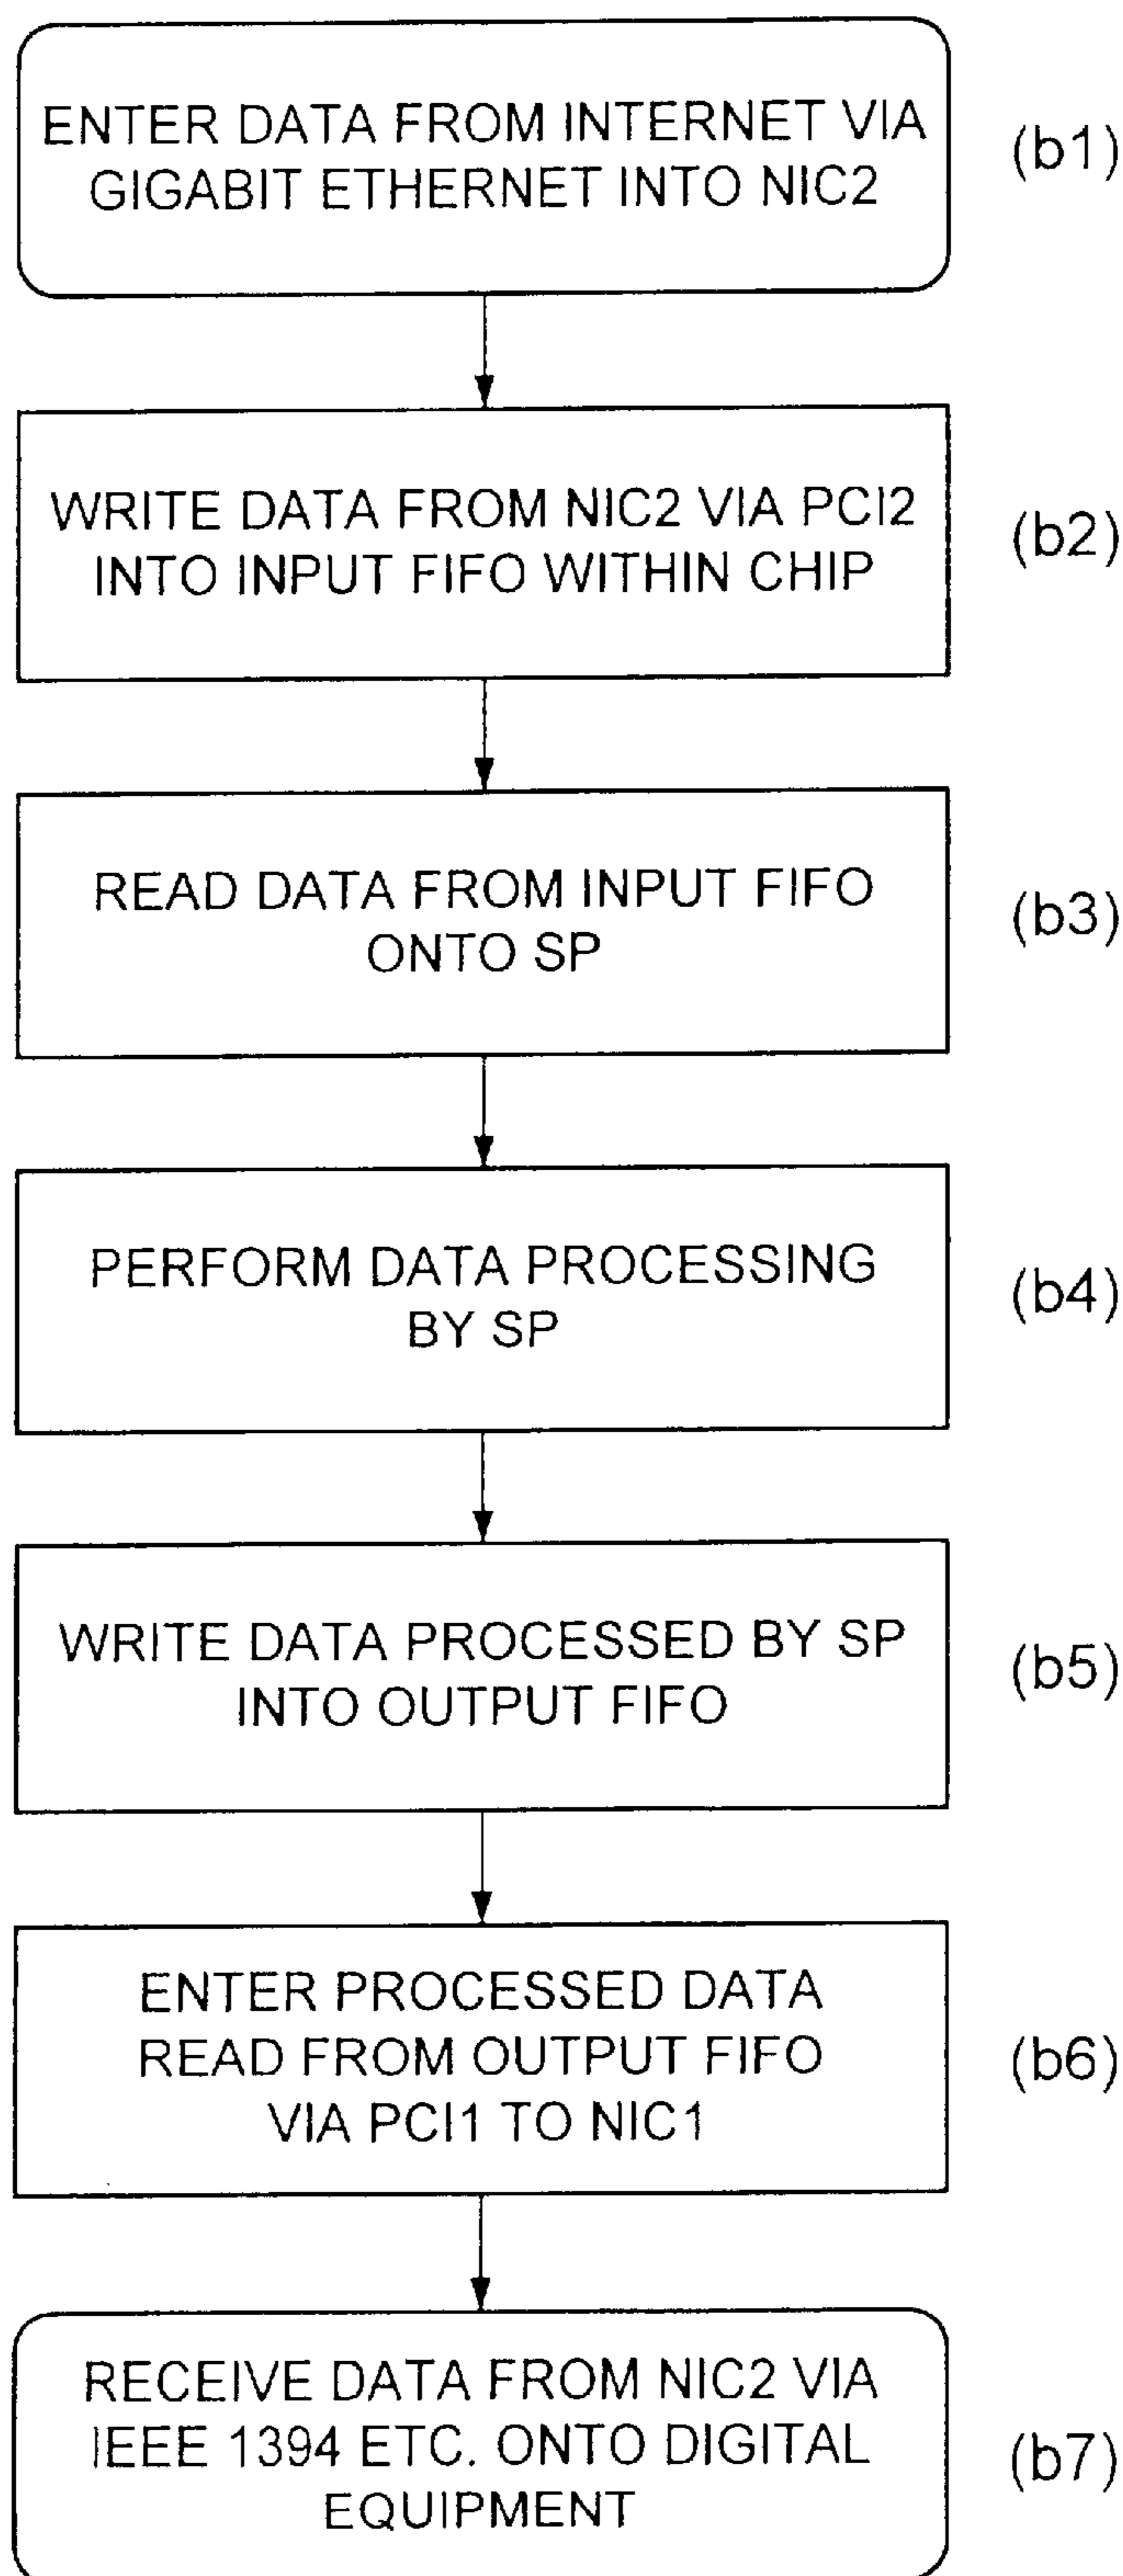 ENTER DATA FROM INTERNET VIA
GIGABIT ETHERNET INTO NIC2
(b1)
WRITE DATA FROM NIC2 VIA PCI2
INTO INPUT FIFO WITHIN CHIP
(b2)
READ DATA FROM INPUT FIFO
ONTO SP
(b3)
PERFORM DATA PROCESSING
BY SP
(b4)
WRITE DATA PROCESSED BY SP
INTO OUTPUT FIFO
(b5)
ENTER PROCESSED DATA
READ FROM OUTPUT FIFO
VIA PCI1 TO NIC1
(b6)
RECEIVE DATA FROM NIC2 VIA
IEEE 1394 ETC. ONTO DIGITAL
EQUIPMENT
(b7)